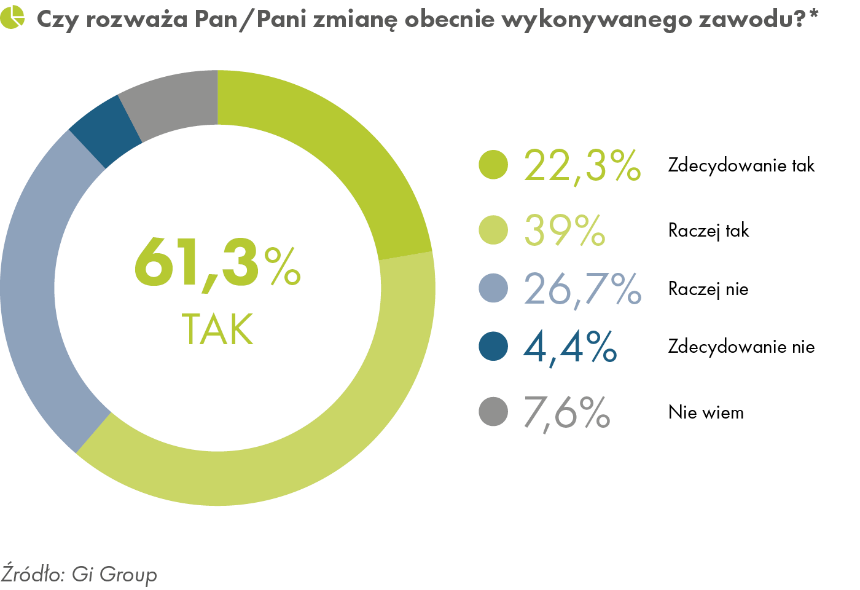 Czy rozważa Pan/Pani zmianę obecnie wykonywanego zawodu?*
61,3%
TAK
22,3% Zdecydowanie tak
39% Raczej tak
26,7% Raczej nie
4,4% Zdecydowanie nie
7,6% Nie wiem
Źródło: Gi Group